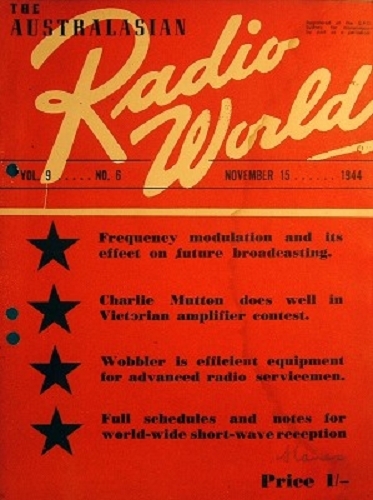 THE
AUSTRALASIAN
Radio
World
VOL. 9 ..... NO. 6 NOVEMBER 15 ...... 1944
Frequency modulation and its
effect on future broadcasting.
Charlie Mutton does well in
Victorian amplifier contest.
Wobbler is efficient equipment
for advanced radio servicemen.
Full schedules and notes for
world-wide short-wave reception
Price 1/-